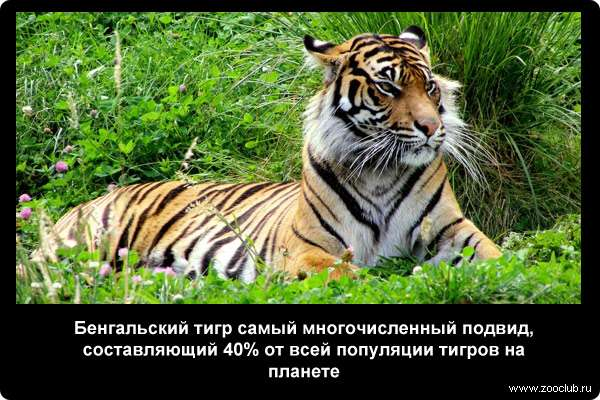 Бенгальский тигр самый многочисленный подвид,
составляющий 40% от всей популяции тигров на
планете
www.zooclub.ru